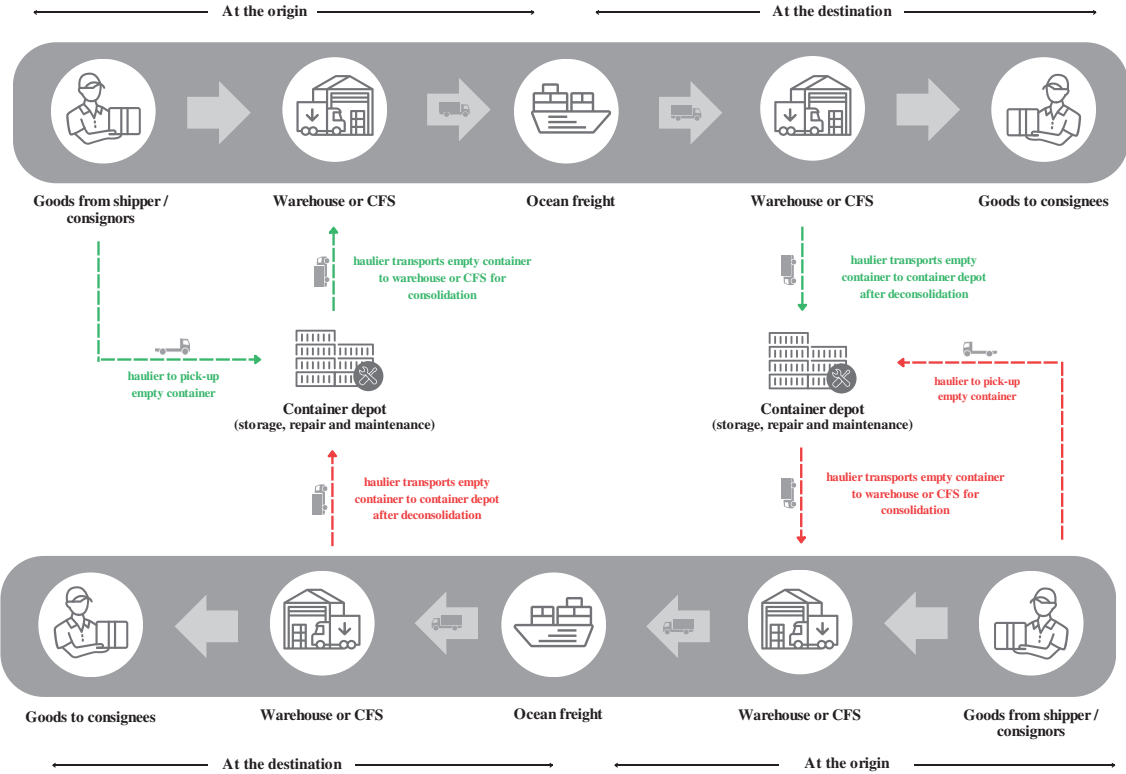 At the origin
At the destination
Goods from shipper /
consignors
Warehouse or CFS
Ocean freight
Warehouse or CFS
Goods to consignees
haulier transports empty container
to warehouse or CFS for
consolidation
haulier transports empty
container to container depot
after deconsolidation
haulier to pick-up
empty container
haulier to pick-up
empty container
Container depot
(storage, repair and maintenance)
Container depot
(storage, repair and maintenance)
haulier transports empty
container to container depot
after deconsolidation
haulier transports empty container
to warehouse or CFS for
consolidation
Goods to consignees
Warehouse or CFS
Ocean freight
Warehouse or CFS
Goods from shipper /
consignors
At the destination
At the origin